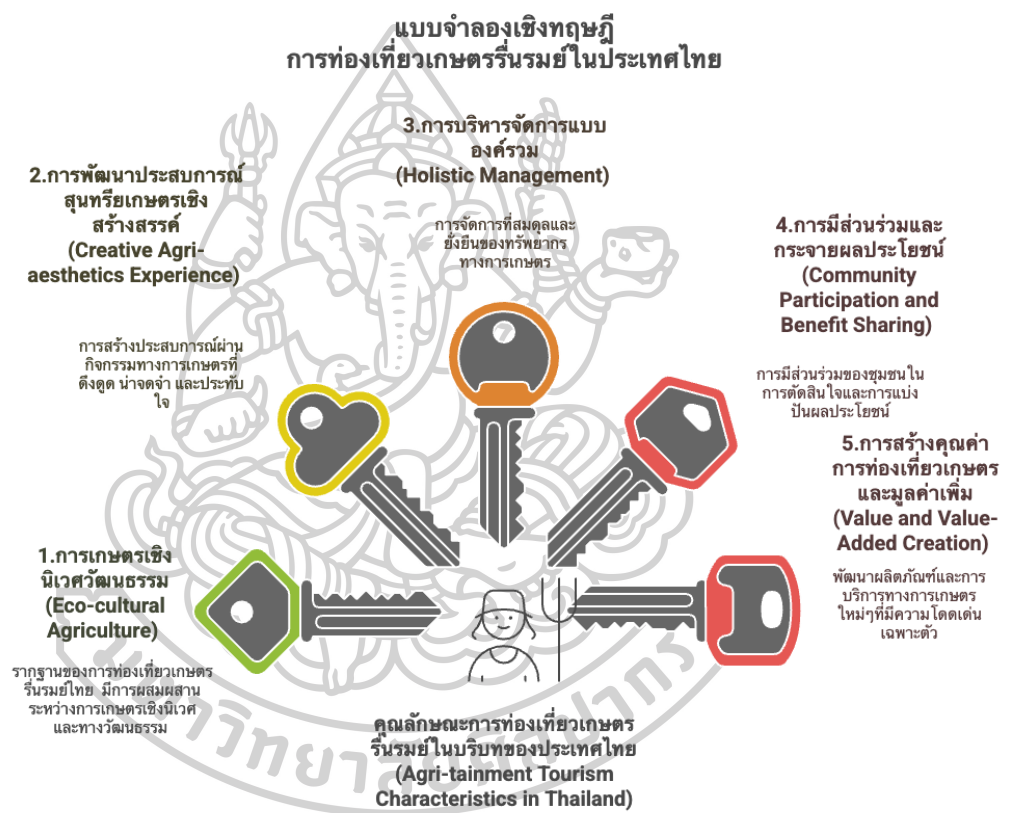 แบบจำลองเชิงทฤษฎี
การท่องเที่ยวเกษตรรื่นรมย์ในประเทศไทย
3.การบริหารจัดการแบบ
องค์รวม
(Holistic Management)
การจัดการที่สมดุลและ
ยั่งยืนของทรัพยากร
ทางการเกษตร
2.การพัฒนาประสบการณ์
สุนทรียเกษตรเชิง
สร้างสรรค์
(Creative Agri-
aesthetics Experience)
การสร้างประสบการณ์ผ่าน
กิจกรรมทางการเกษตรที่
ดึงดูด น่าจดจำ และประทับ
ใจ
4.การมีส่วนร่วมและ
กระจายผลประโยชน์
(Community
Participation and
Benefit Sharing)
การมีส่วนร่วมของชุมชนใน
การตัดสินใจและการแบ่ง
ปันผลประโยชน์
5.การสร้างคุณค่า
การท่องเที่ยวเกษตร
และมูลค่าเพิ่ม
(Value and Value-
Added Creation)
พัฒนาผลิตภัณฑ์และการ
บริการทางการเกษตร
ใหม่ๆที่มีความโดดเด่น
เฉพาะตัว
1.การเกษตรเชิง
นิเวศวัฒนธรรม
(Eco-cultural
Agriculture)
รากฐานของการท่องเที่ยวเกษตร
รื่นรมย์ไทย มีการผสมผสาน
ระหว่างการเกษตรเชิงนิเวศ
และทางวัฒนธรรม
คุณลักษณะการท่องเที่ยวเกษตร
รื่นรมย์ในบริบทของประเทศไทย
(Agri-tainment Tourism
Characteristics in Thailand)
มหาวิทยาลัยศิลปากร